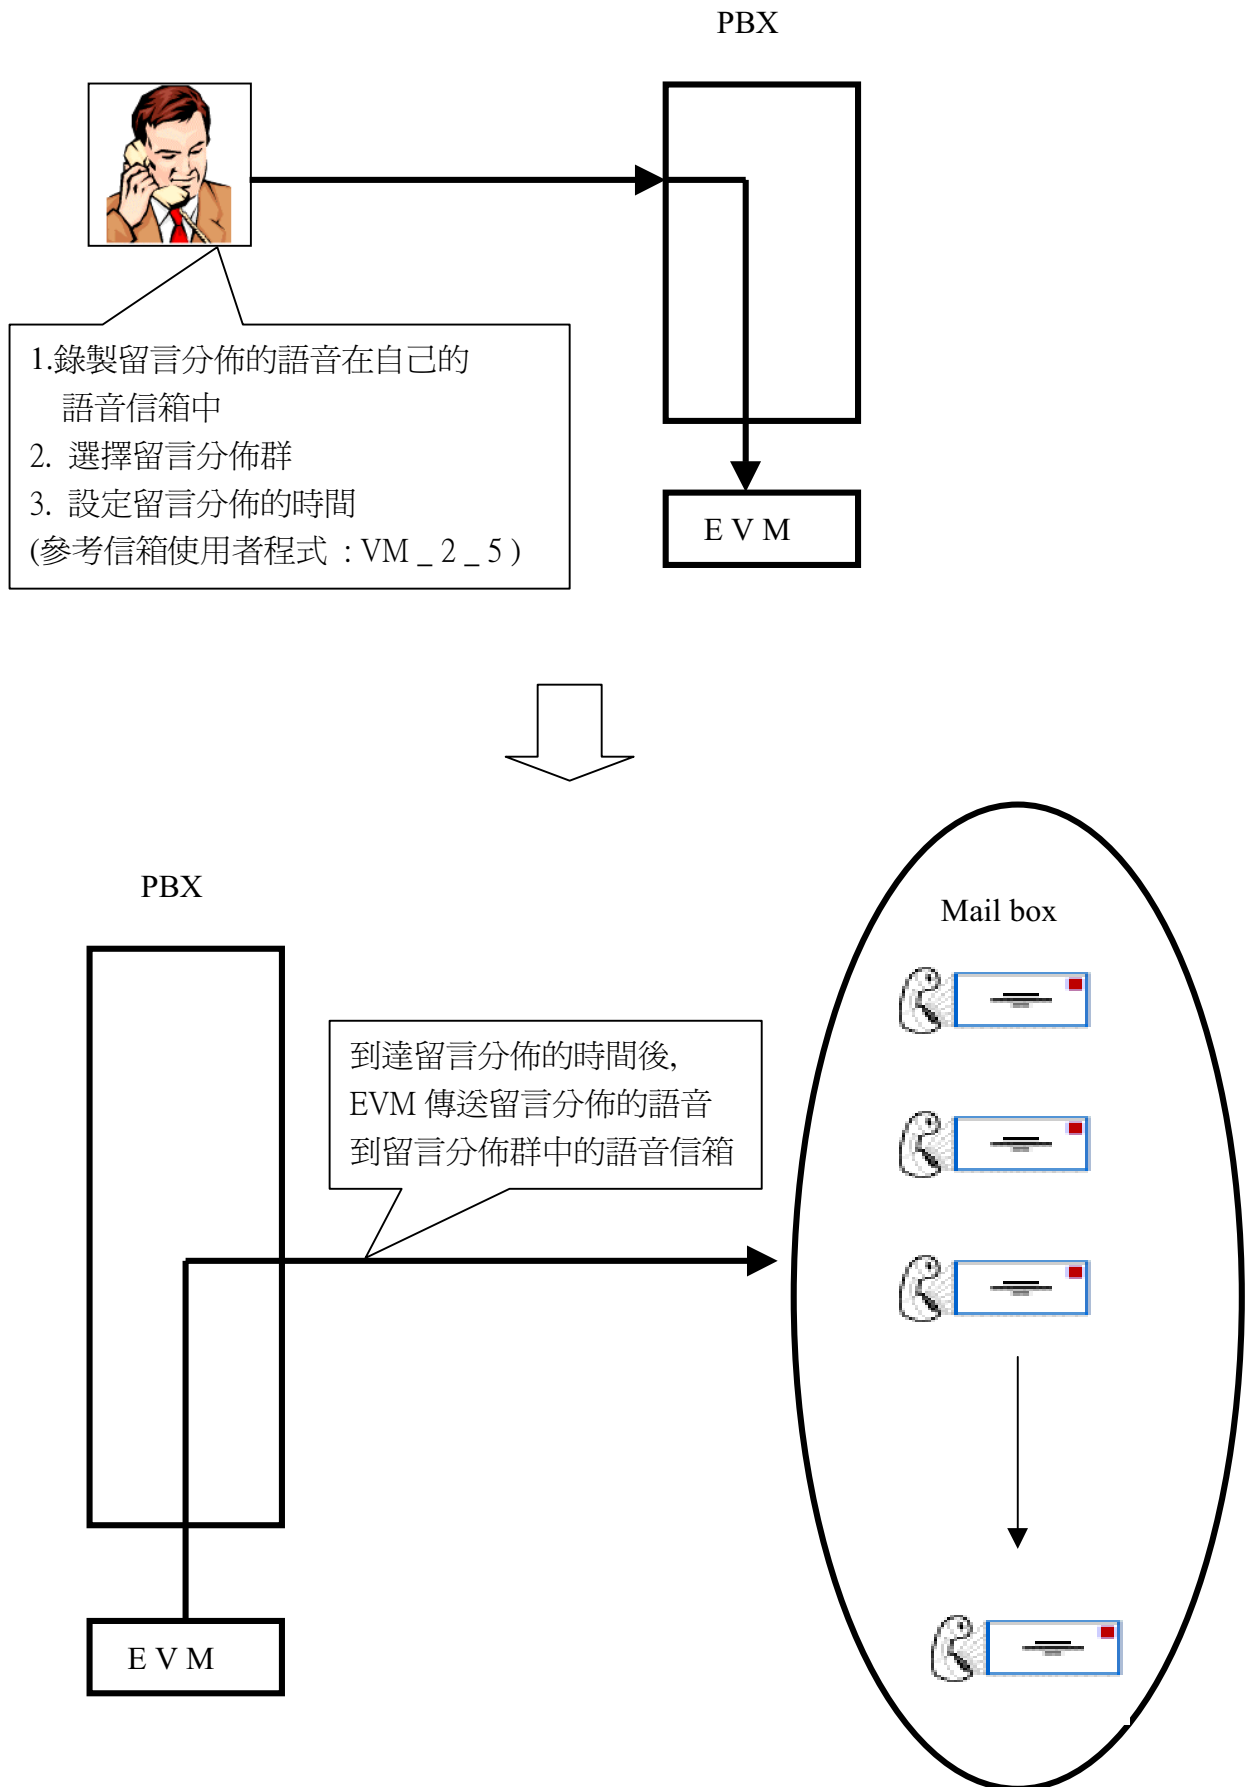 PBX
1.錄製留言分佈的語音在自己的
語音信箱中
2. 選擇留言分佈群
3. 設定留言分佈的時間
(參考信箱使用者程式 : VM _ 2 _ 5 )
E V M
PBX
Mail box
到達留言分佈的時間後,
EVM 傳送留言分佈的語音
到留言分佈群中的語音信箱
E V M